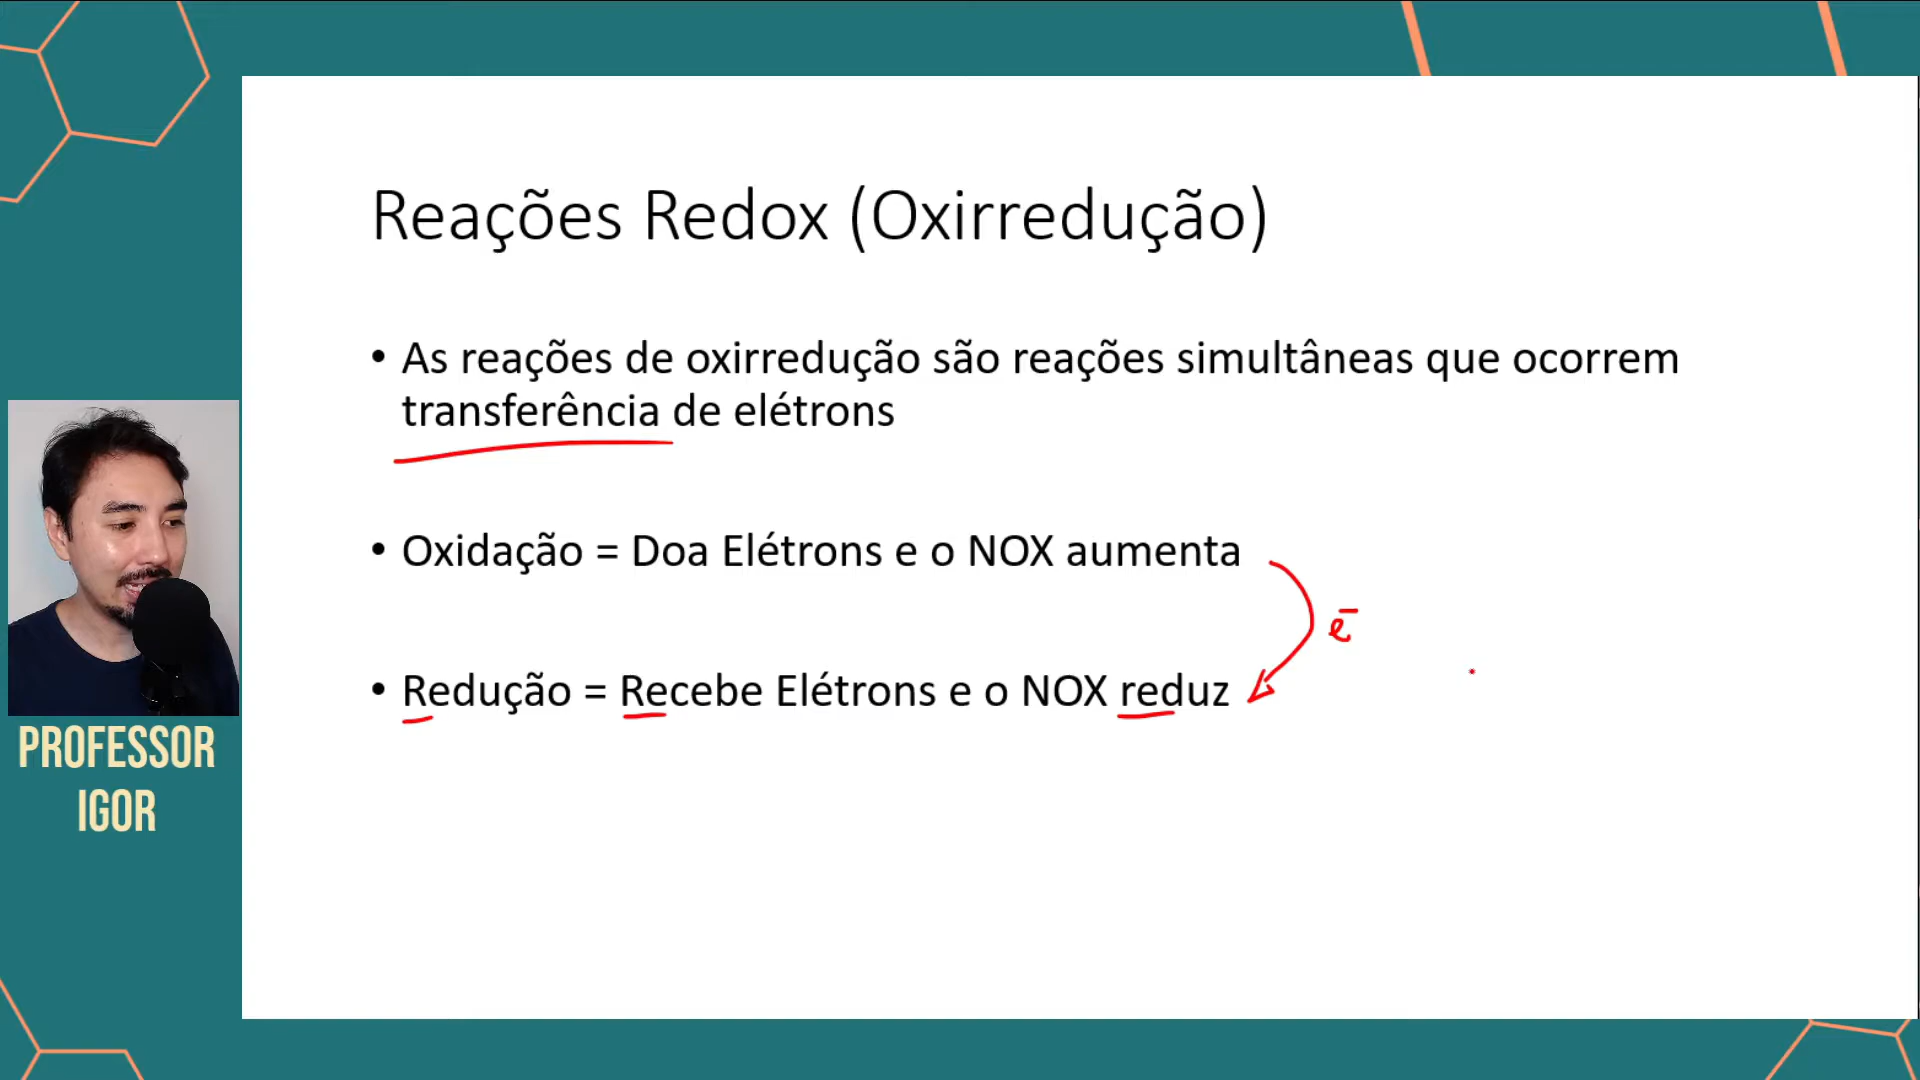 Reações Redox (Oxirredução)
• As reações de oxirredução são reações simultâneas que ocorrem
transferência de elétrons
• Oxidação = Doa Elétrons e o NOX aumenta
e⁻
• Redução = Recebe Elétrons e o NOX reduz
PROFESSOR
IGOR